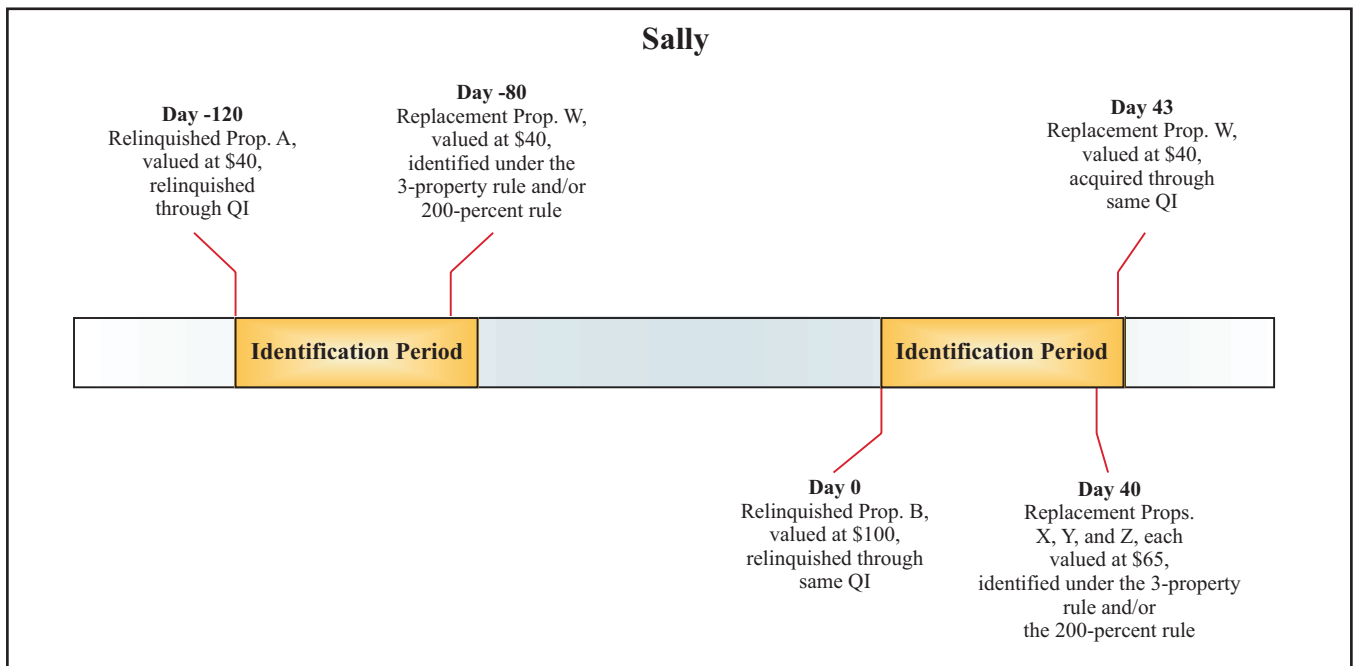 Sally
Day -120
Relinquished Prop. A,
valued at $40,
relinquished
through QI
Day -80
Replacement Prop. W,
valued at $40,
identified under the
3-property rule and/or
200-percent rule
Day 43
Replacement Prop. W,
valued at $40,
acquired through
same QI
Identification Period
Identification Period
Day 0
Relinquished Prop. B,
valued at $100,
relinquished through
same QI
Day 40
Replacement Props.
X, Y, and Z, each
valued at $65,
identified under the 3-property
rule and/or
the 200-percent rule